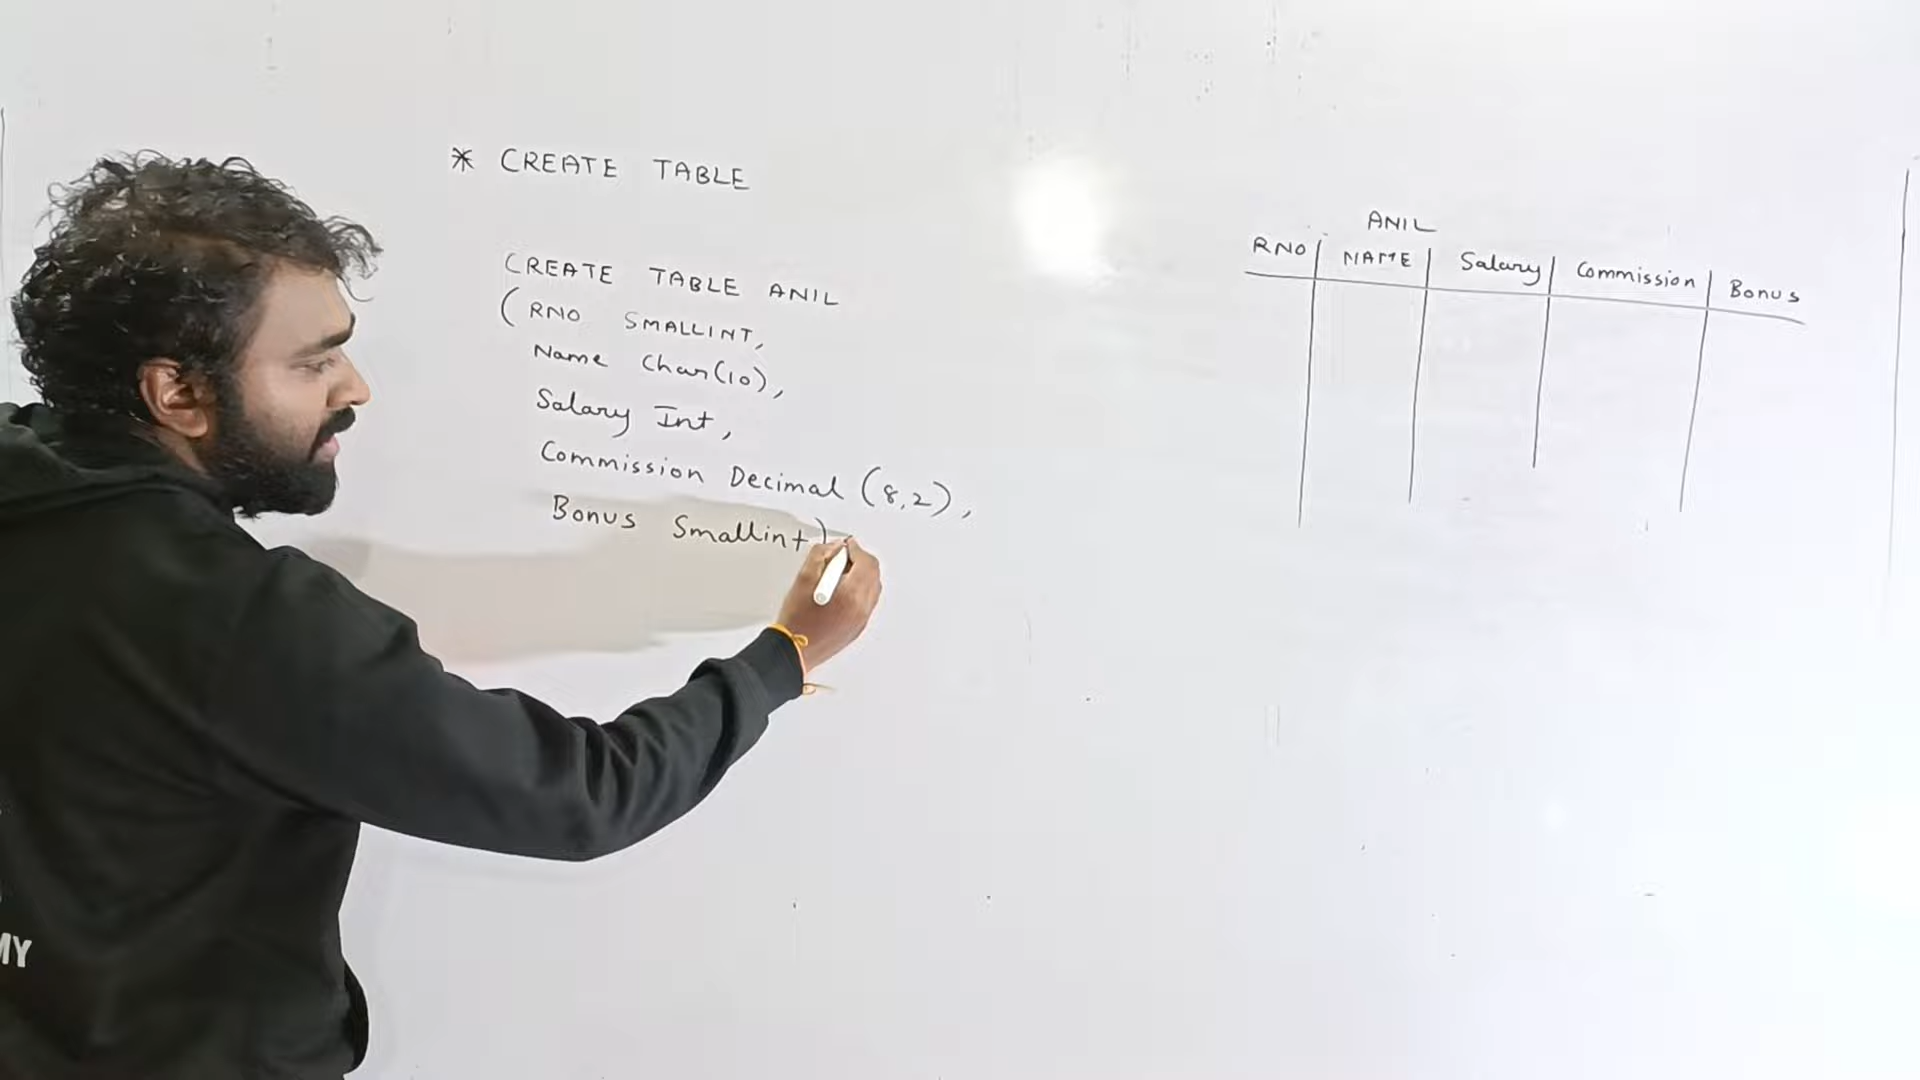 * CREATE TABLE
CREATE TABLE ANIL
(RNO SMALLINT,
Name Char(10),
Salary Int,
Commission Decimal (8,2),
Bonus Smallint)
ANIL
RNO NAME Salary Commission Bonus
MY